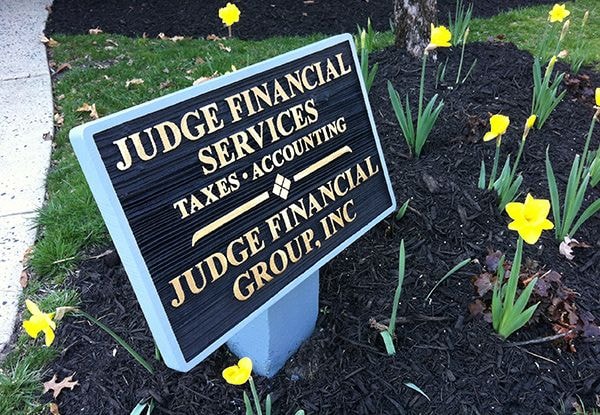 JUDGE FINANCIAL
SERVICES
TAXES • ACCOUNTING
JUDGE FINANCIAL
GROUP, INC